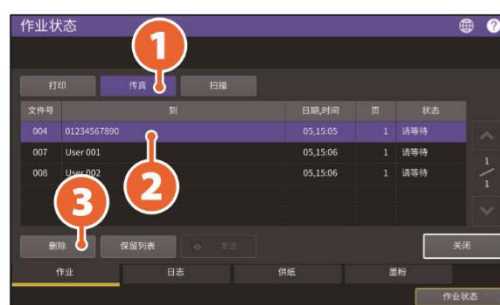 作业状态 ?
1
打印 传真 扫描
文件号 到 日期,时间 页 状态
004 01234567890 05,15:05 1 请等待
007 User 001 05,15:06 1 请等待
008 User 002 05,15:06 1 请等待
2
1
1
3
删除 保留列表 发送 关闭
作业 日志 供纸 墨粉
作业状态